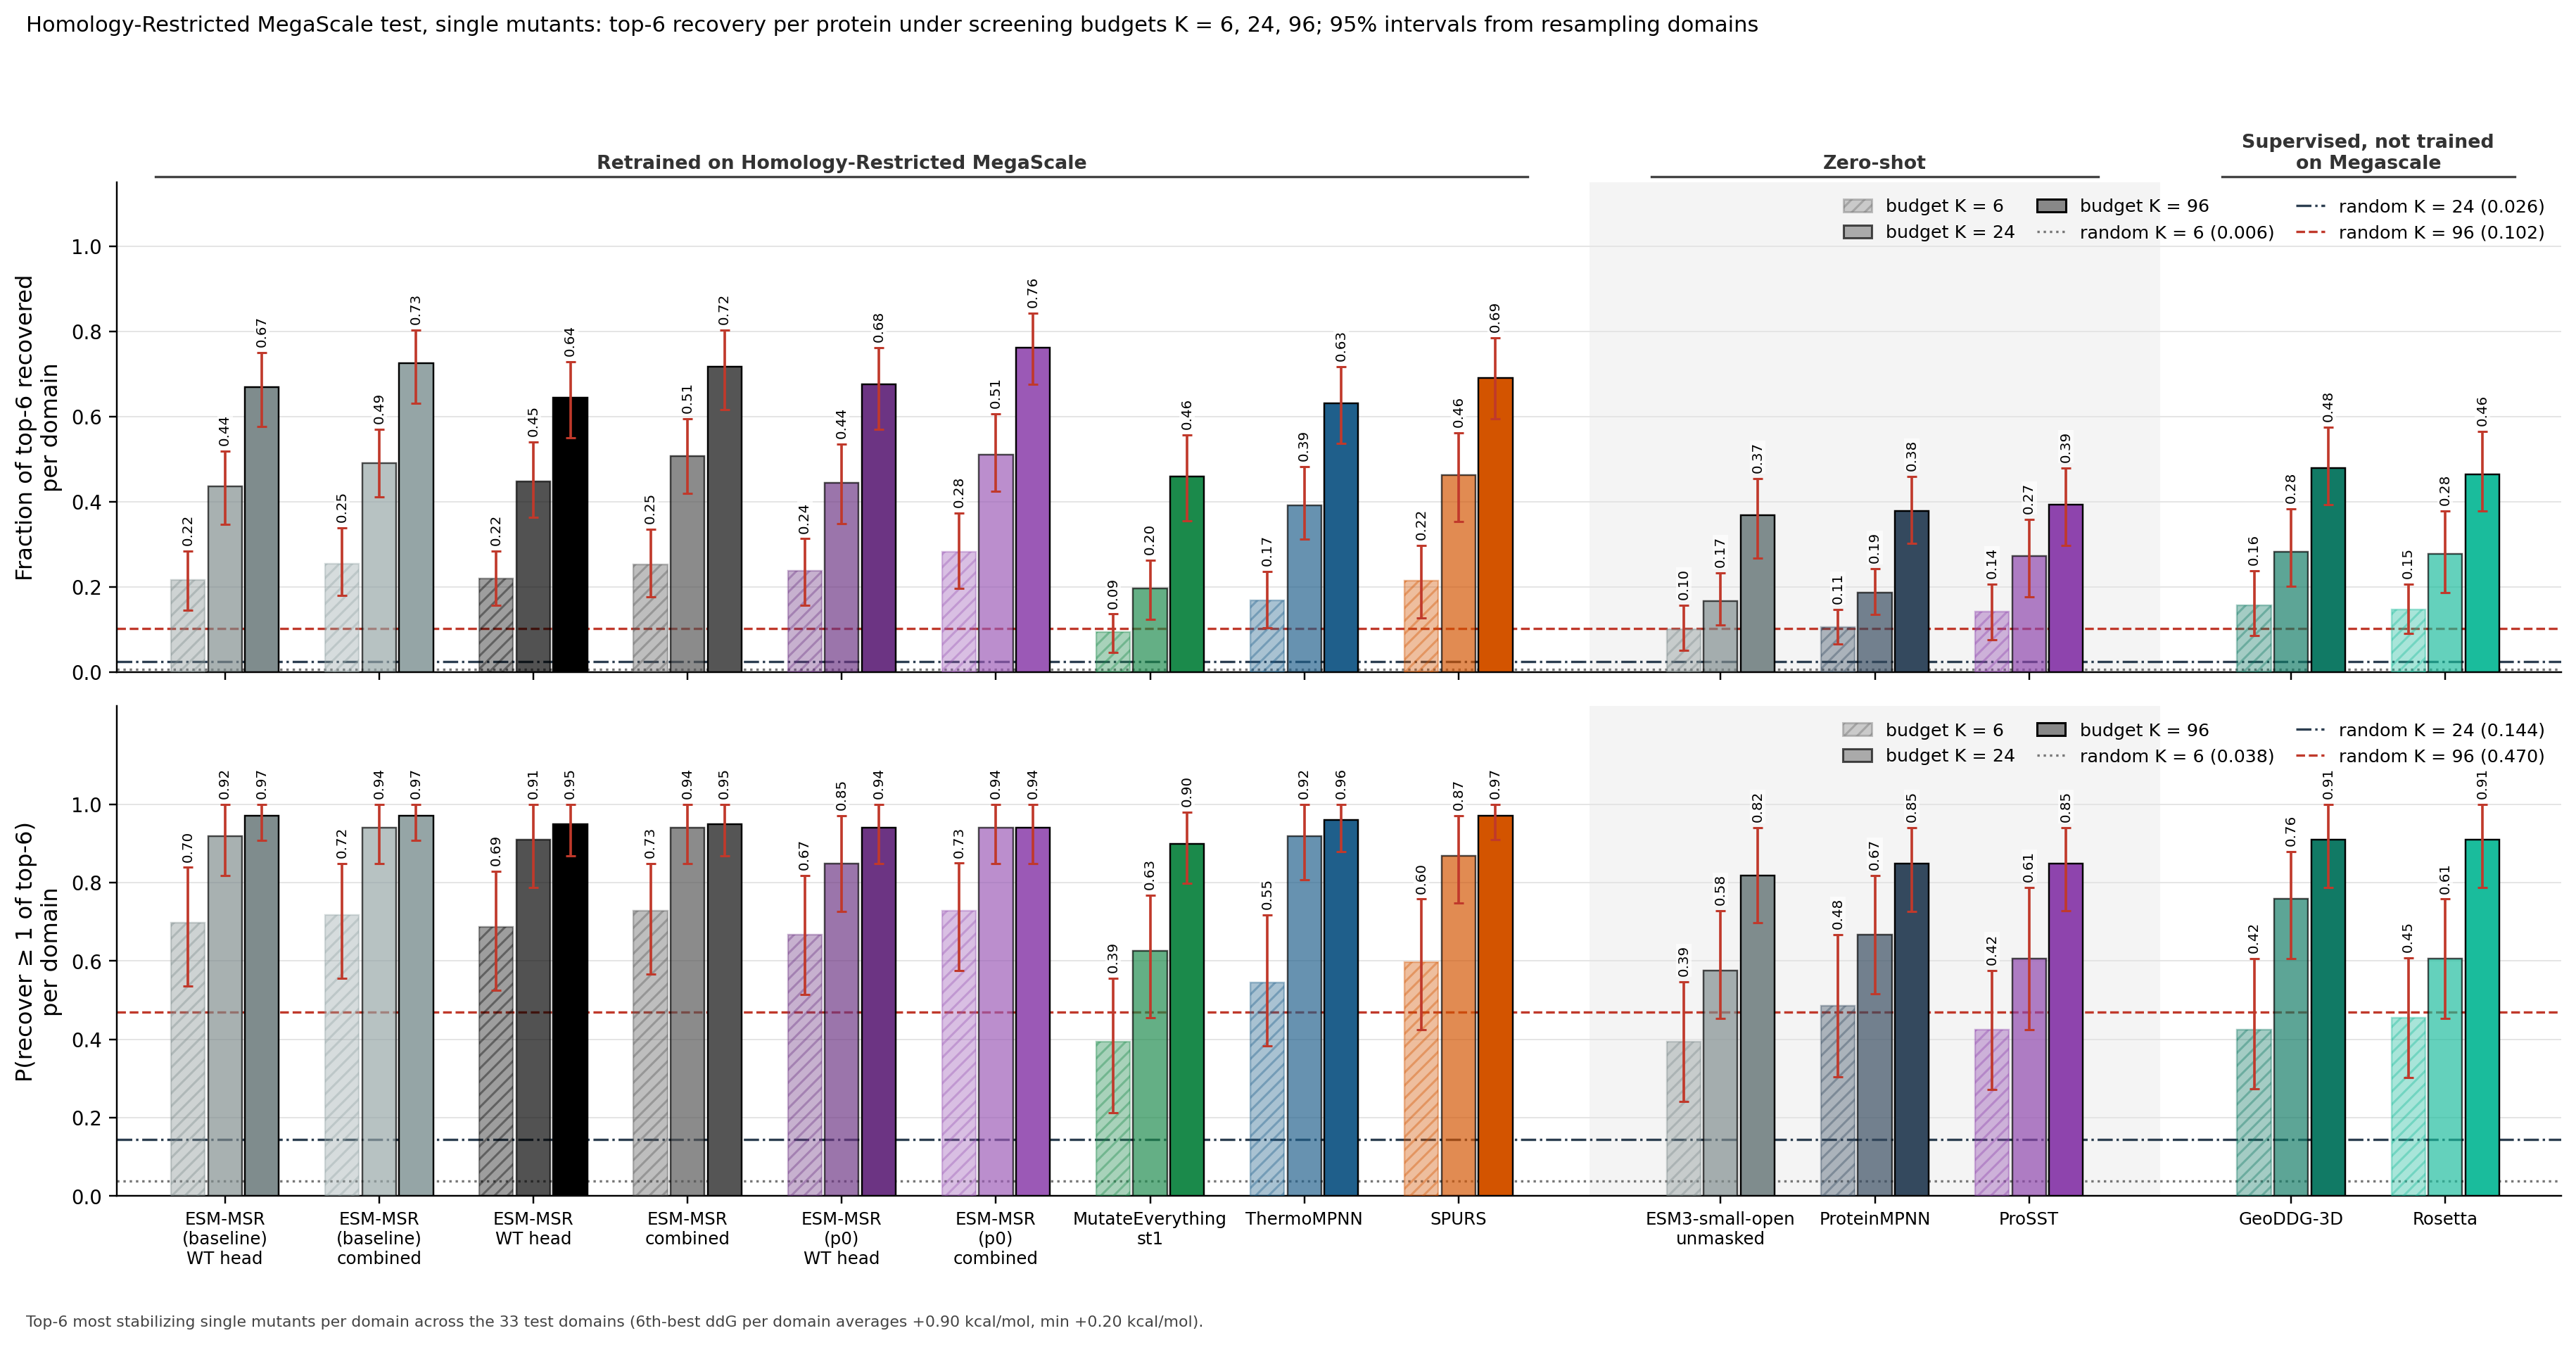 Homology-Restricted MegaScale test, single mutants: top-6 recovery per protein under screening budgets K = 6, 24, 96; 95% intervals from resampling domains
Retrained on Homology-Restricted MegaScale
Zero-shot
Supervised, not trained
on Megascale
budget K = 6
budget K = 24
budget K = 96
random K = 6 (0.006)
random K = 24 (0.026)
random K = 96 (0.102)
Fraction of top-6 recovered
per domain
1.0
0.8
0.6
0.4
0.2
0.0
0.22
0.44
0.67
0.25
0.49
0.73
0.22
0.45
0.64
0.25
0.51
0.72
0.24
0.44
0.68
0.28
0.51
0.76
0.09
0.20
0.46
0.17
0.39
0.63
0.22
0.46
0.69
0.10
0.17
0.37
0.11
0.19
0.38
0.14
0.27
0.39
0.16
0.28
0.48
0.15
0.28
0.46
budget K = 6
budget K = 24
budget K = 96
random K = 6 (0.038)
random K = 24 (0.144)
random K = 96 (0.470)
P(recover ≥ 1 of top-6)
per domain
1.0
0.8
0.6
0.4
0.2
0.0
0.70
0.92
0.97
0.72
0.94
0.97
0.69
0.91
0.95
0.73
0.94
0.95
0.67
0.85
0.94
0.73
0.94
0.94
0.39
0.63
0.90
0.55
0.92
0.96
0.60
0.87
0.97
0.39
0.58
0.82
0.48
0.67
0.85
0.42
0.61
0.85
0.42
0.76
0.91
0.45
0.61
0.91
ESM-MSR
(baseline)
WT head
ESM-MSR
(baseline)
combined
ESM-MSR
WT head
ESM-MSR
combined
ESM-MSR
(p0)
WT head
ESM-MSR
(p0)
combined
MutateEverything
st1
ThermoMPNN
SPURS
ESM3-small-open
unmasked
ProteinMPNN
ProSST
GeoDDG-3D
Rosetta
Top-6 most stabilizing single mutants per domain across the 33 test domains (6th-best ddG per domain averages +0.90 kcal/mol, min +0.20 kcal/mol).